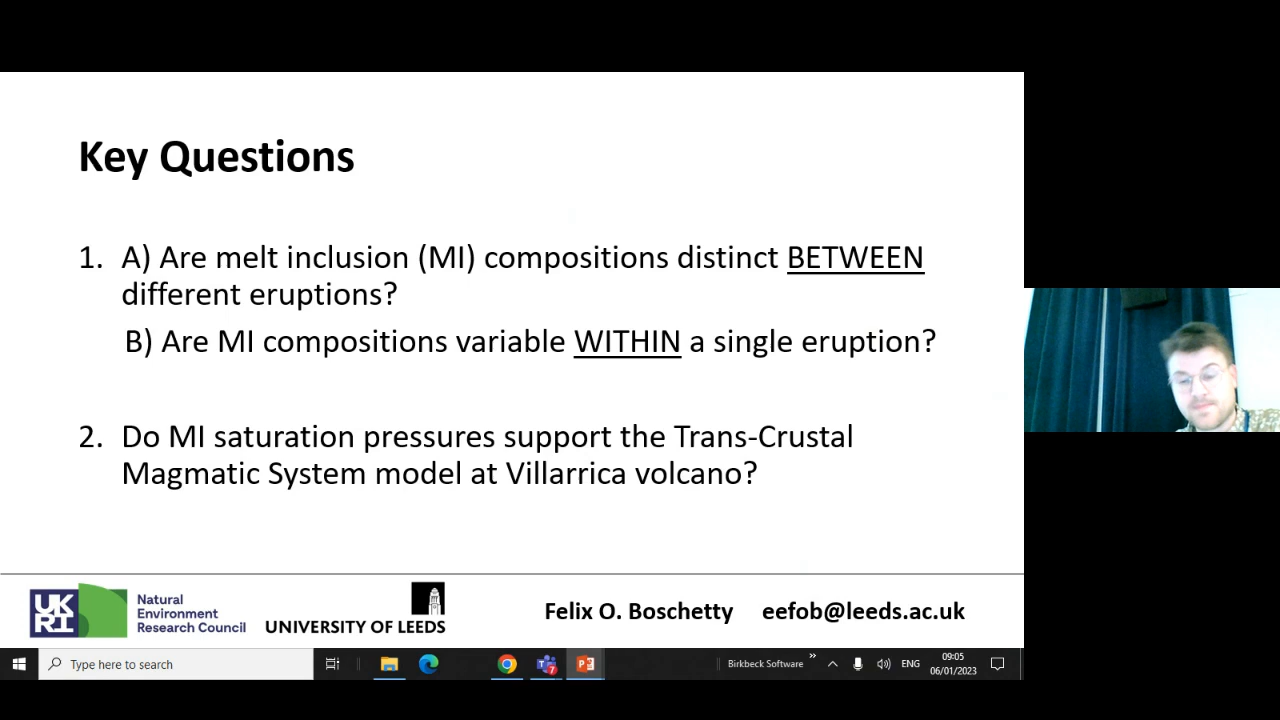 Key Questions
1. A) Are melt inclusion (MI) compositions distinct BETWEEN
different eruptions?
B) Are MI compositions variable WITHIN a single eruption?
2. Do MI saturation pressures support the Trans-Crustal
Magmatic System model at Villarrica volcano?
UK
RI
Natural
Environment
Research Council
UNIVERSITY OF LEEDS
Felix O. Boschetty eefob@leeds.ac.uk
Type here to search
7
Birkbeck Software
ENG
09:05
06/01/2023